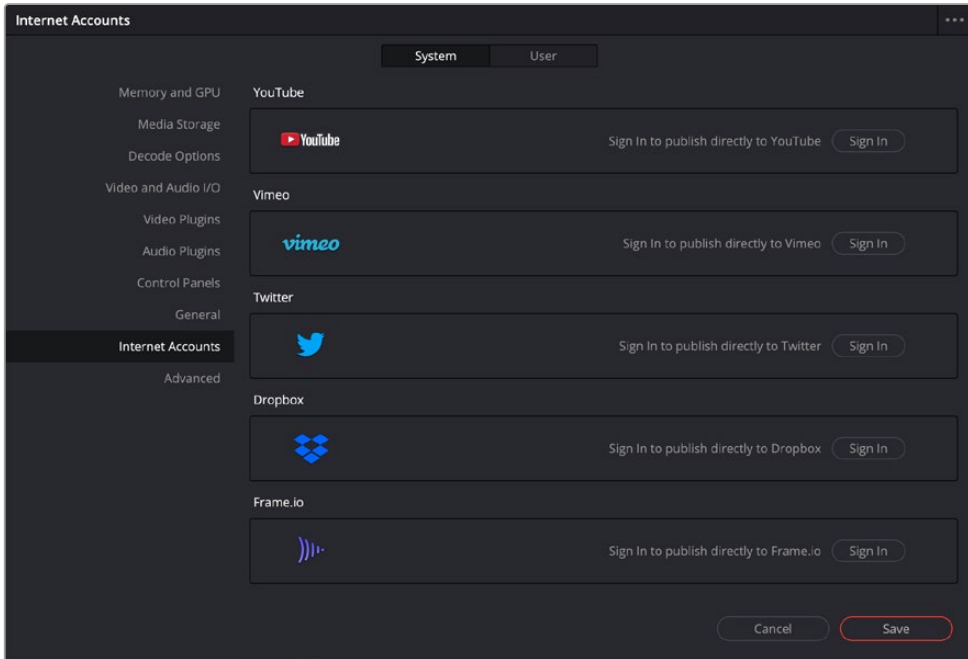 Internet Accounts
System User
Memory and GPU
Media Storage
Decode Options
Video and Audio I/O
Video Plugins
Audio Plugins
Control Panels
General
Internet Accounts
Advanced
YouTube
YouTube Sign In to publish directly to YouTube Sign In
Vimeo
vimeo Sign In to publish directly to Vimeo Sign In
Twitter
Sign In to publish directly to Twitter Sign In
Dropbox
Sign In to publish directly to Dropbox Sign In
Frame.io
Sign In to publish directly to Frame.io Sign In
Cancel Save